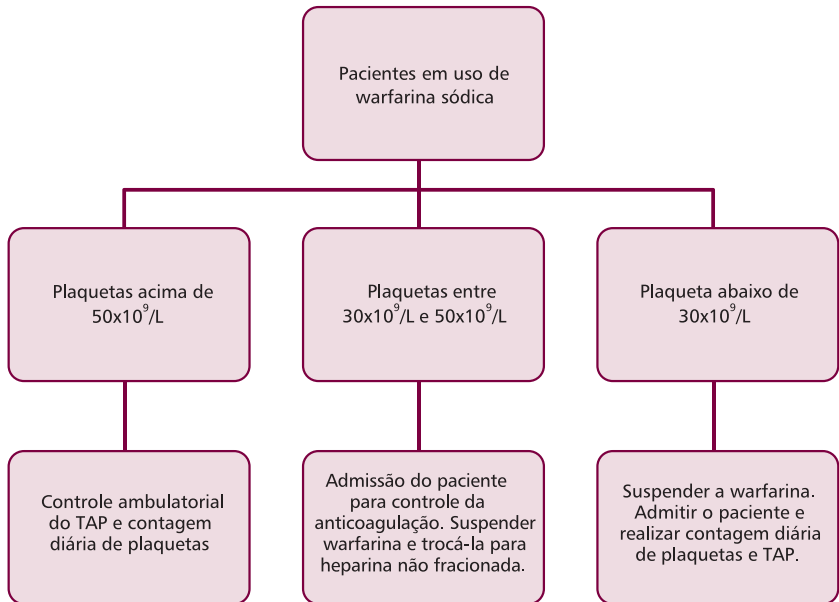 Pacientes em uso de
warfarina sódica
Plaquetas acima de
50x10⁹/L
Plaquetas entre
30x10⁹/L e 50x10⁹/L
Plaqueta abaixo de
30x10⁹/L
Controle ambulatorial
do TAP e contagem
diária de plaquetas
Admissão do paciente
para controle da
anticoagulação. Suspender
warfarina e trocá-la para
heparina não fracionada.
Suspender a warfarina.
Admitir o paciente e
realizar contagem diária
de plaquetas e TAP.